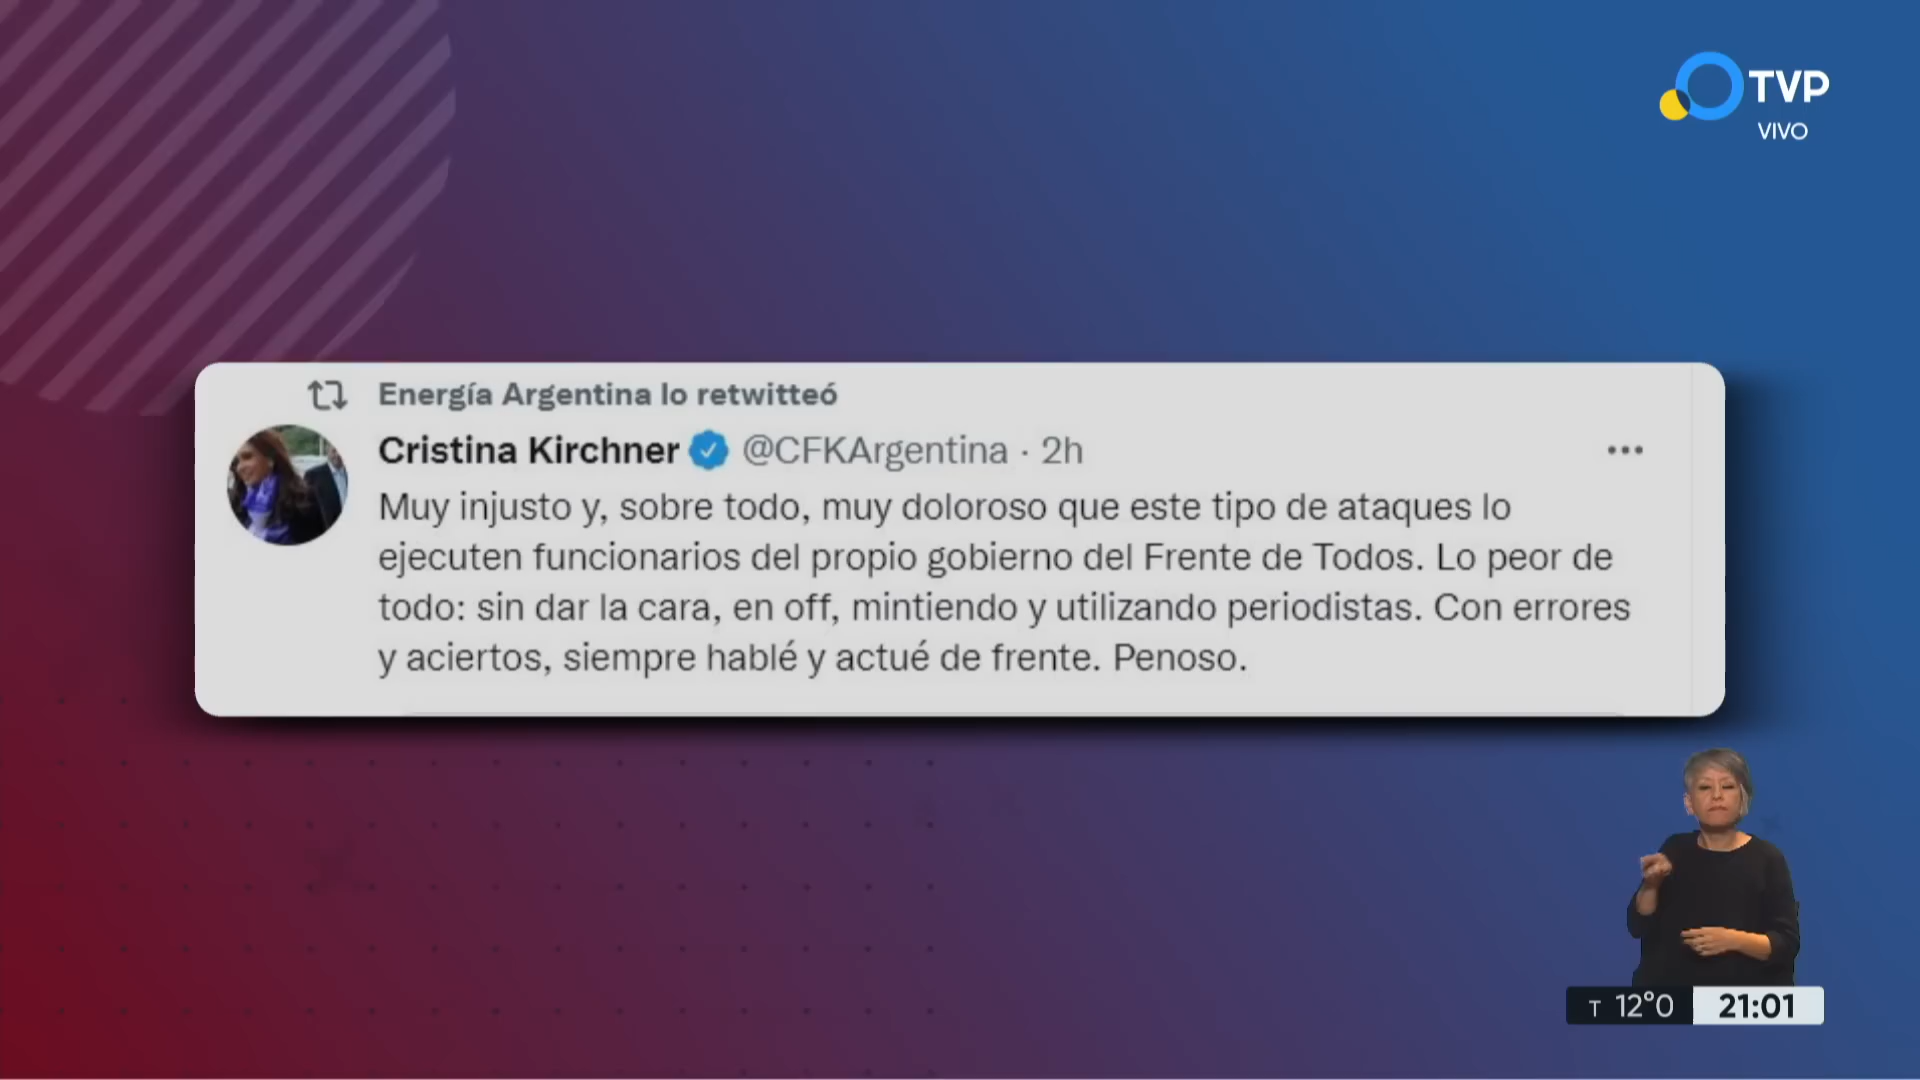 TVP
VIVO
Energía Argentina lo retwitteó
Cristina Kirchner @CFKArgentina · 2h
Muy injusto y, sobre todo, muy doloroso que este tipo de ataques lo
ejecuten funcionarios del propio gobierno del Frente de Todos. Lo peor de
todo: sin dar la cara, en off, mintiendo y utilizando periodistas. Con errores
y aciertos, siempre hablé y actué de frente. Penoso.
T 12°0 21:01